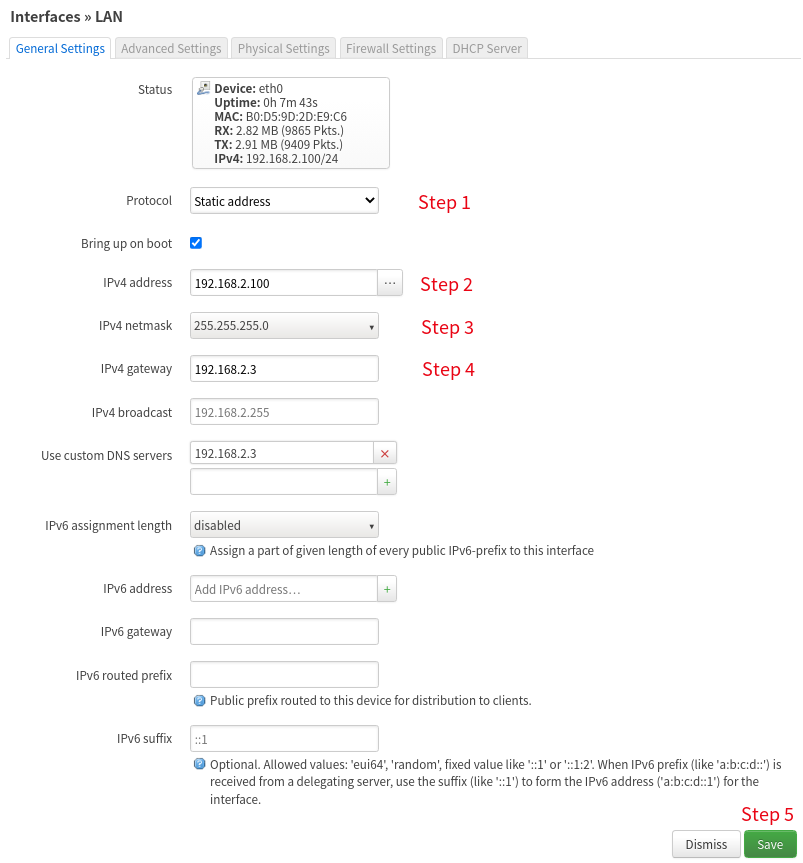 Interfaces » LAN
General Settings Advanced Settings Physical Settings Firewall Settings DHCP Server
Status
Device: eth0
Uptime: 0h 7m 43s
MAC: B0:D5:9D:2D:E9:C6
RX: 2.82 MB (9865 Pkts.)
TX: 2.91 MB (9409 Pkts.)
IPv4: 192.168.2.100/24
Protocol Static address Step 1
Bring up on boot
IPv4 address 192.168.2.100 ... Step 2
IPv4 netmask 255.255.255.0 Step 3
IPv4 gateway 192.168.2.3 Step 4
IPv4 broadcast 192.168.2.255
Use custom DNS servers 192.168.2.3 ×
+
IPv6 assignment length disabled
Assign a part of given length of every public IPv6-prefix to this interface
IPv6 address Add IPv6 address… +
IPv6 gateway
IPv6 routed prefix
Public prefix routed to this device for distribution to clients.
IPv6 suffix ::1
Optional. Allowed values: 'eui64', 'random', fixed value like '::1' or '::1:2'. When IPv6 prefix (like 'a:b:c:d::') is
received from a delegating server, use the suffix (like '::1') to form the IPv6 address ('a:b:c:d::1') for the
interface.
Step 5
Dismiss Save